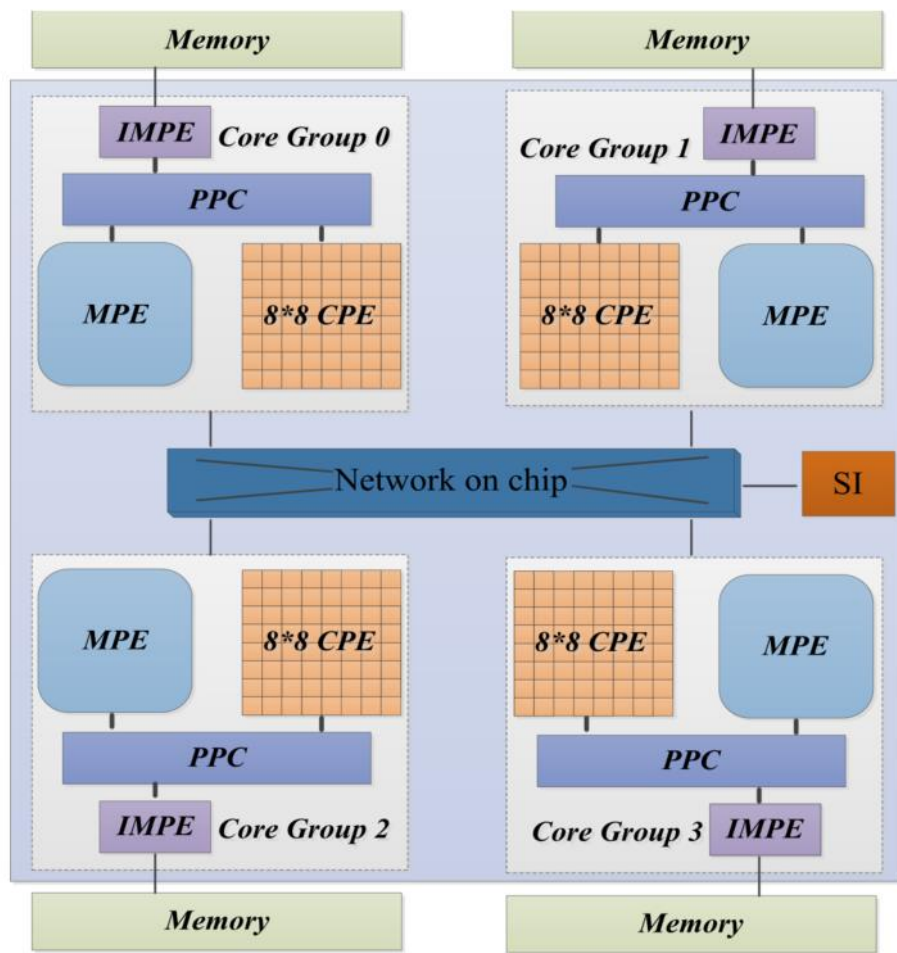 Memory
Memory
IMPE
Core Group 0
Core Group 1
IMPE
PPC
PPC
MPE
8*8 CPE
8*8 CPE
MPE
Network on chip
SI
MPE
8*8 CPE
8*8 CPE
MPE
PPC
PPC
IMPE
Core Group 2
Core Group 3
IMPE
Memory
Memory